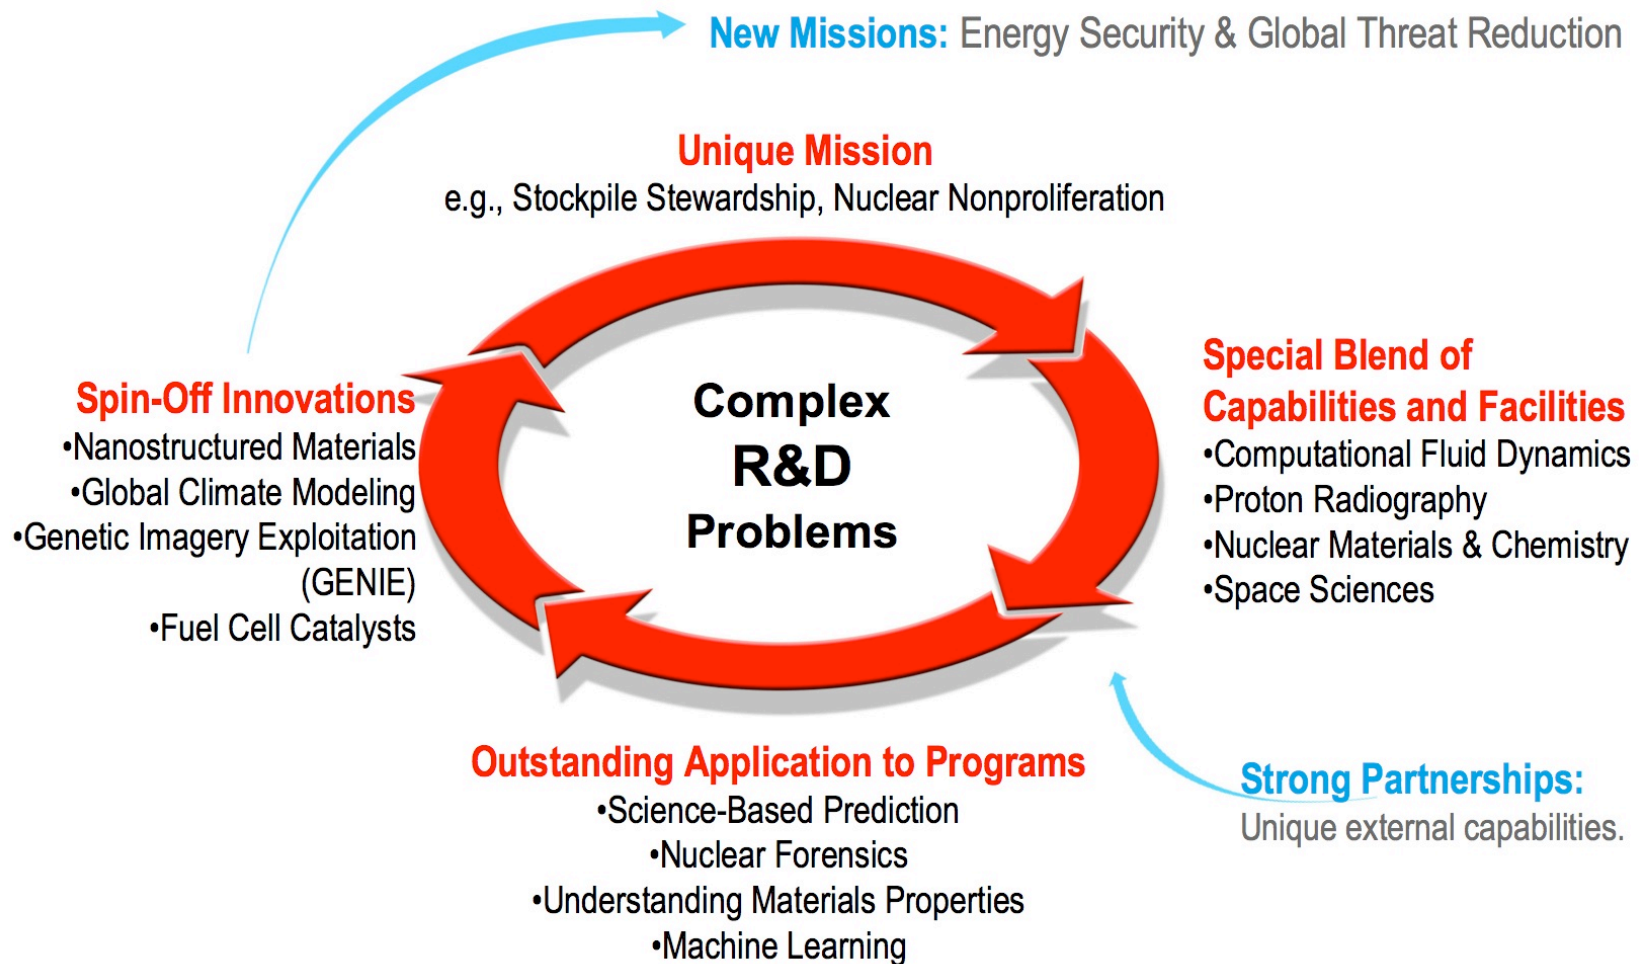 New Missions: Energy Security & Global Threat Reduction
Unique Mission
e.g., Stockpile Stewardship, Nuclear Nonproliferation
Special Blend of
Capabilities and Facilities
•Computational Fluid Dynamics
•Proton Radiography
•Nuclear Materials & Chemistry
•Space Sciences
Complex
R&D
Problems
Spin-Off Innovations
•Nanostructured Materials
•Global Climate Modeling
•Genetic Imagery Exploitation
(GENIE)
•Fuel Cell Catalysts
Outstanding Application to Programs
•Science-Based Prediction
•Nuclear Forensics
•Understanding Materials Properties
•Machine Learning
Strong Partnerships:
Unique external capabilities.